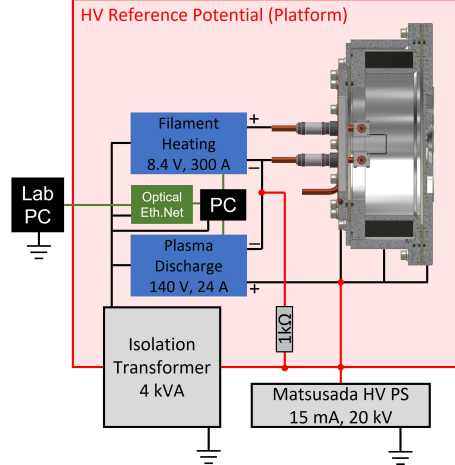 HV Reference Potential (Platform)
Filament
Heating
8.4 V, 300 A
+
−
Lab
PC
Optical
Eth.Net
PC
Plasma
Discharge
140 V, 24 A
−
+
1kΩ
Isolation
Transformer
4 kVA
Matsusada HV PS
15 mA, 20 kV